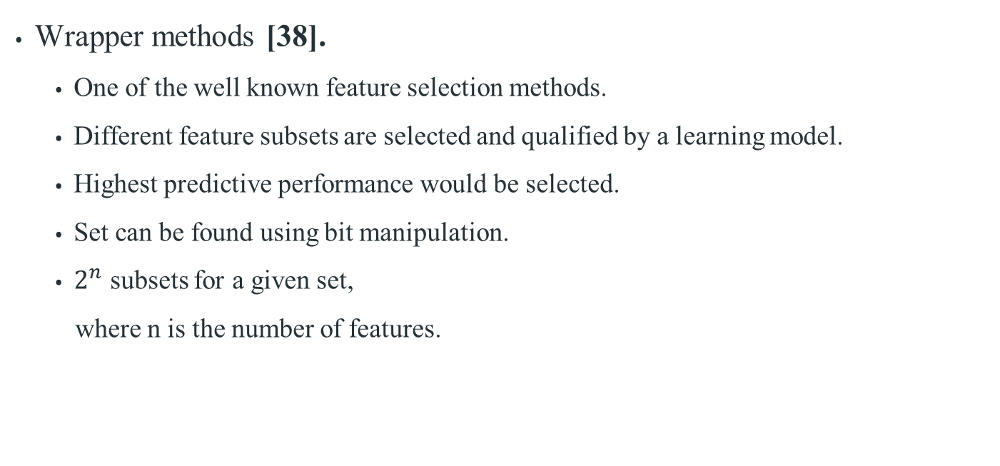 • Wrapper methods [38].
• One of the well known feature selection methods.
• Different feature subsets are selected and qualified by a learning model.
• Highest predictive performance would be selected.
• Set can be found using bit manipulation.
• 2ⁿ subsets for a given set,
where n is the number of features.